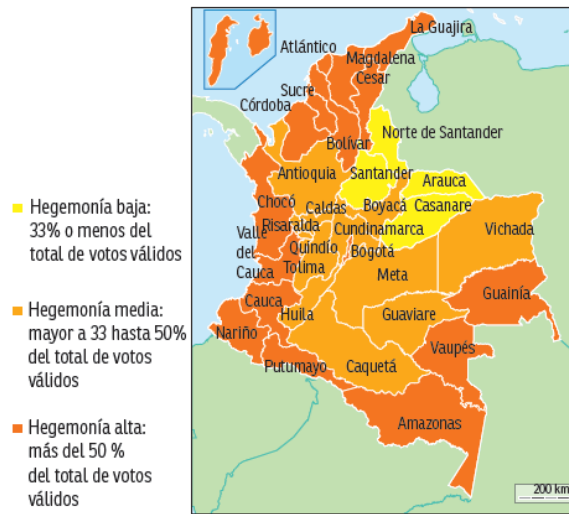 La Guajira
Atlántico
Magdalena
Cesar
Sucre
Córdoba
Norte de Santander
Bolívar
Santander
Antioquia
Arauca
Boyacá
Casanare
Chocó
Caldas
Risaralda
Cundinamarca
Vichada
Valle
del
Cauca
Quindío
Bogotá
Tolima
Meta
Guainía
Cauca
Huila
Guaviare
Nariño
Vaupés
Putumayo
Caquetá
Amazonas
200 km
Hegemonía baja:
33% o menos del
total de votos
válidos
Hegemonía media:
mayor a 33 hasta 50%
del total de votos
válidos
Hegemonía alta:
más del 50 %
del total de votos
válidos